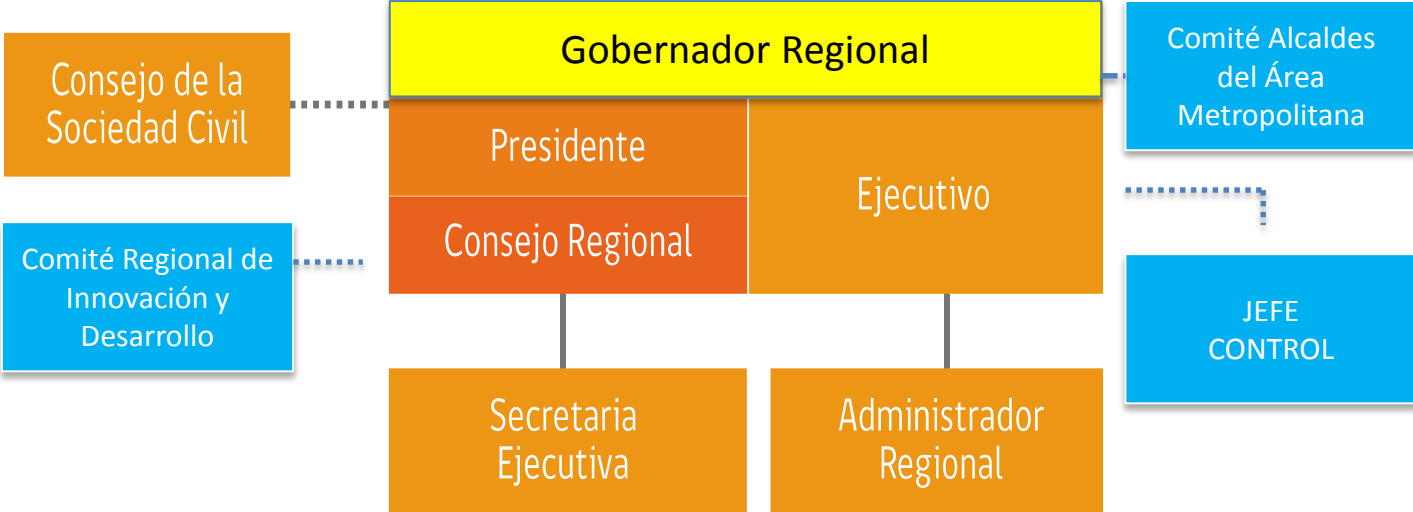 Gobernador Regional
Comité Alcaldes
del Área
Metropolitana
Consejo de la
Sociedad Civil
Presidente
Ejecutivo
Consejo Regional
Comité Regional de
Innovación y
Desarrollo
JEFE
CONTROL
Secretaria
Ejecutiva
Administrador
Regional